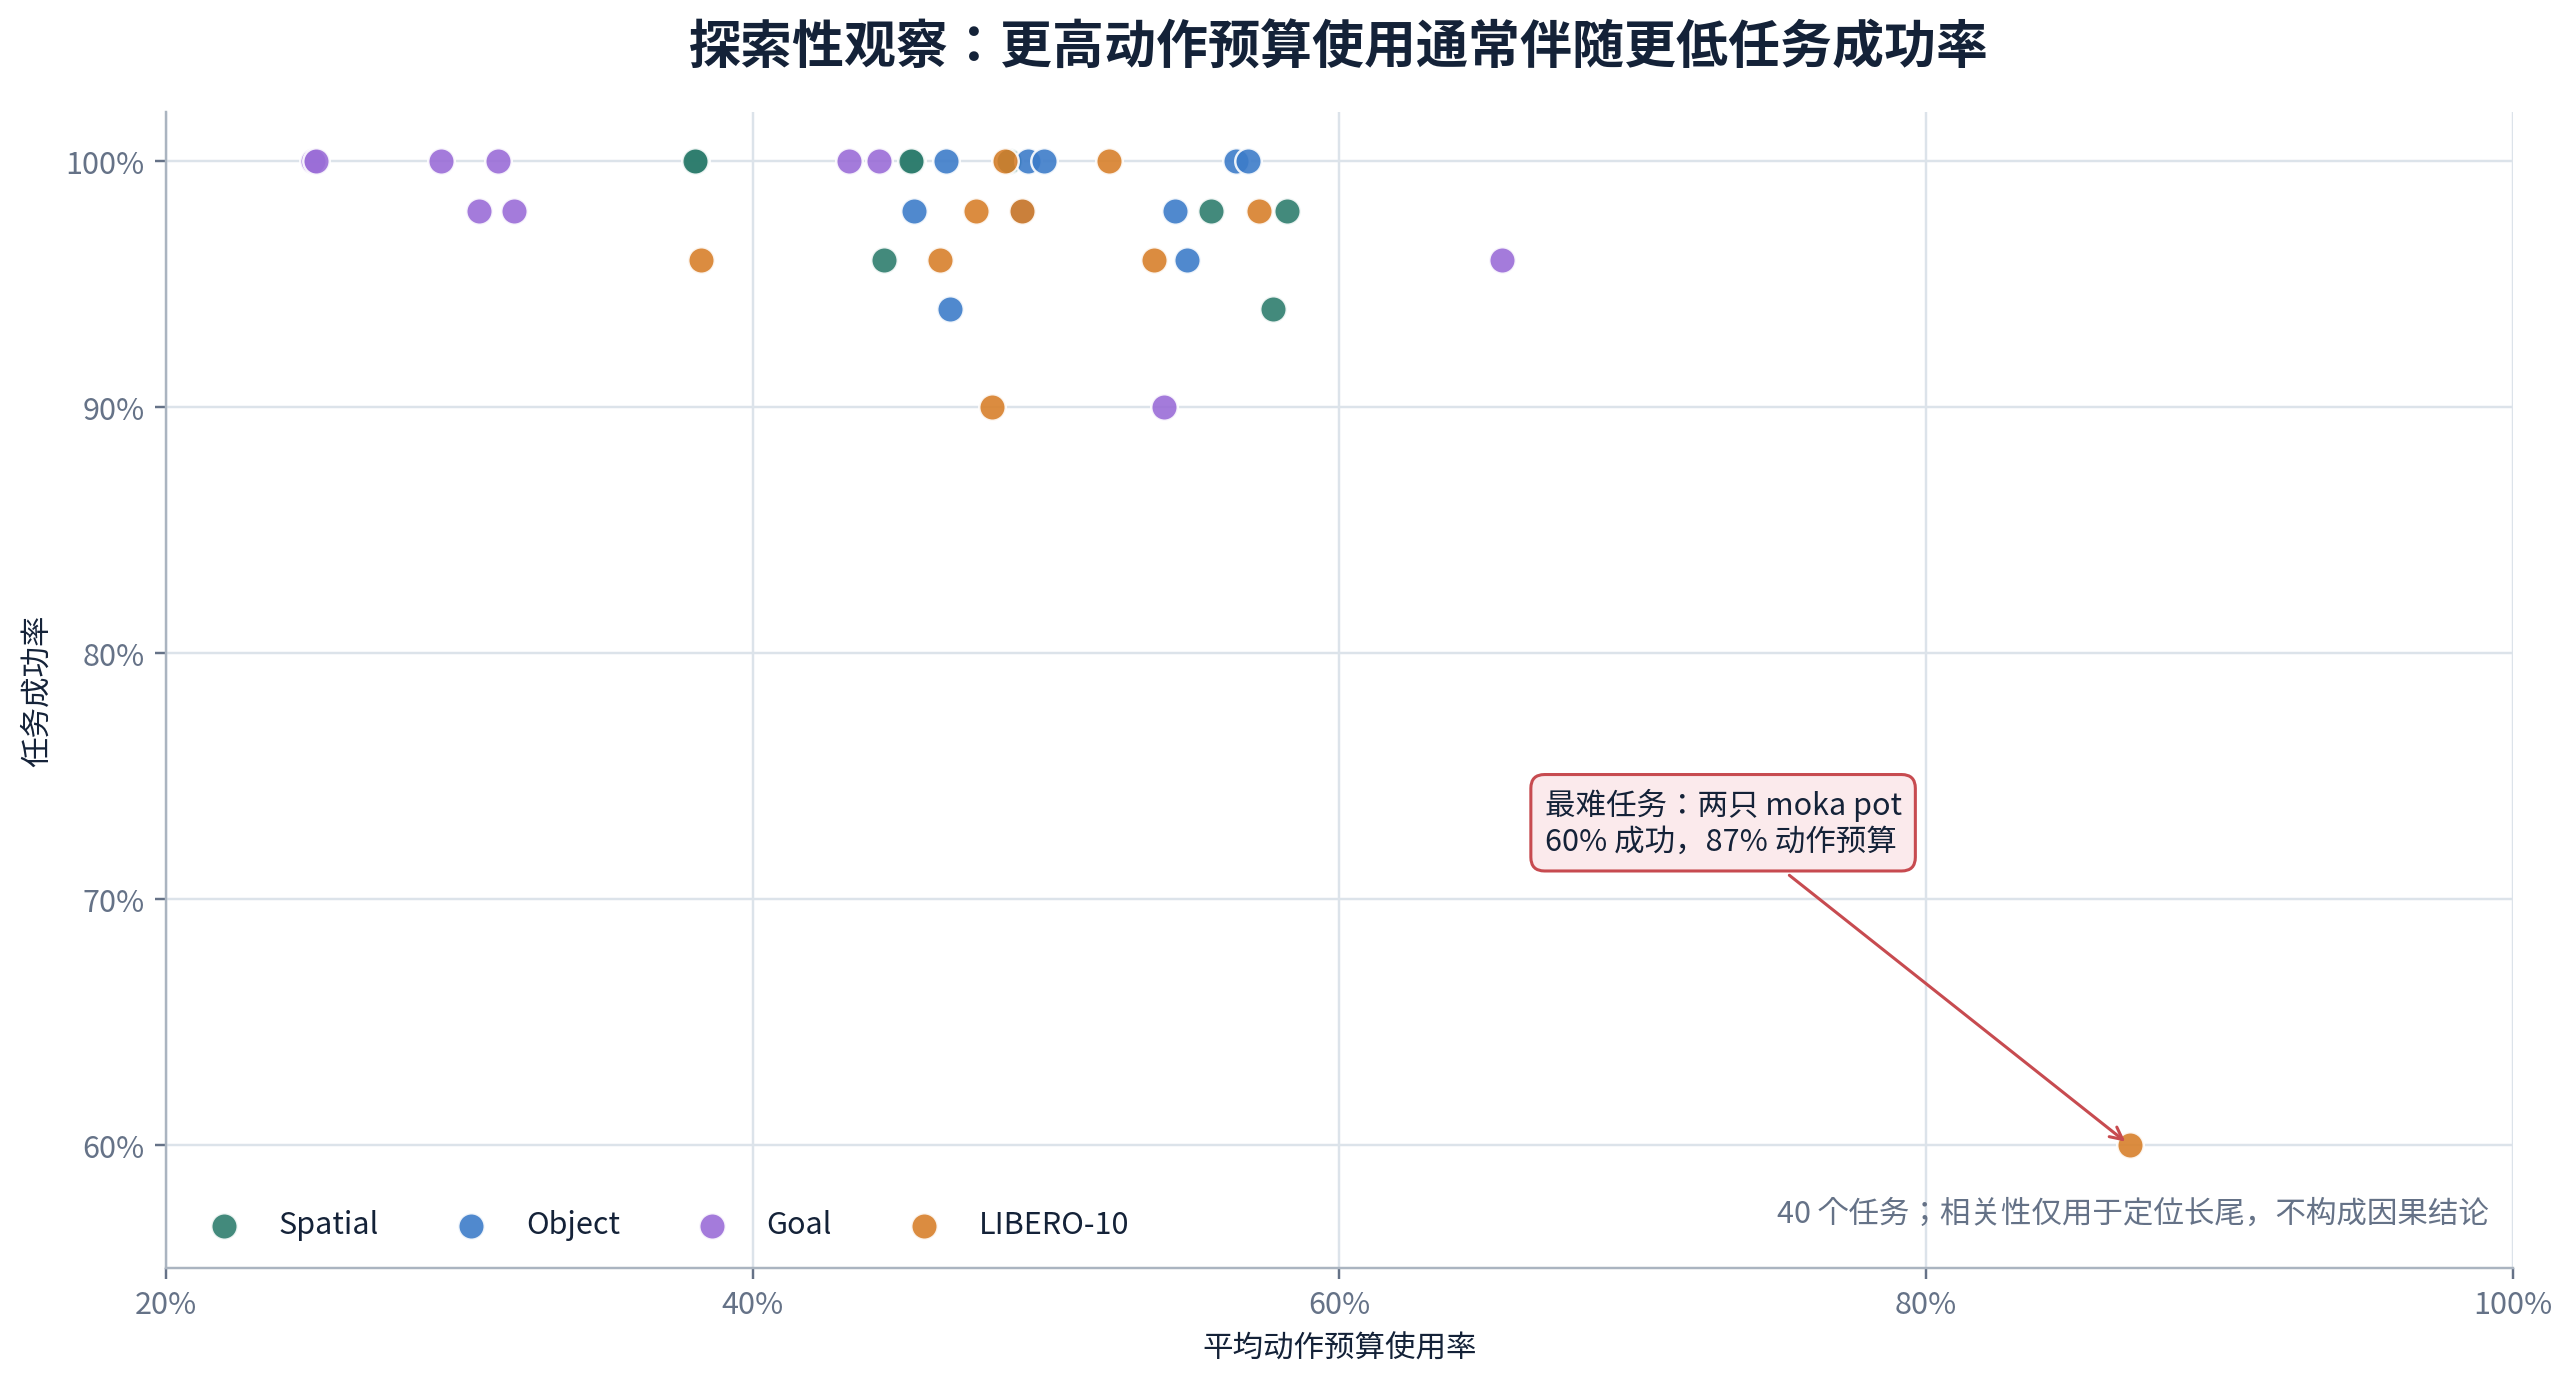 探索性观察：更高动作预算使用通常伴随更低任务成功率
100%
90%
80%
70%
60%
任务成功率
最难任务：两只 moka pot
60% 成功，87% 动作预算
40 个任务；相关性仅用于定位长尾，不构成因果结论
Spatial
Object
Goal
LIBERO-10
20%
40%
60%
80%
100%
平均动作预算使用率